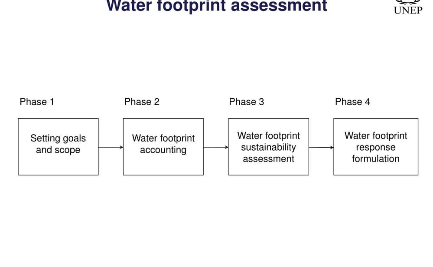 Water footprint assessment
UNEP
Phase 1
Phase 2
Phase 3
Phase 4
Setting goals
and scope
Water footprint
accounting
Water footprint
sustainability
assessment
Water footprint
response
formulation